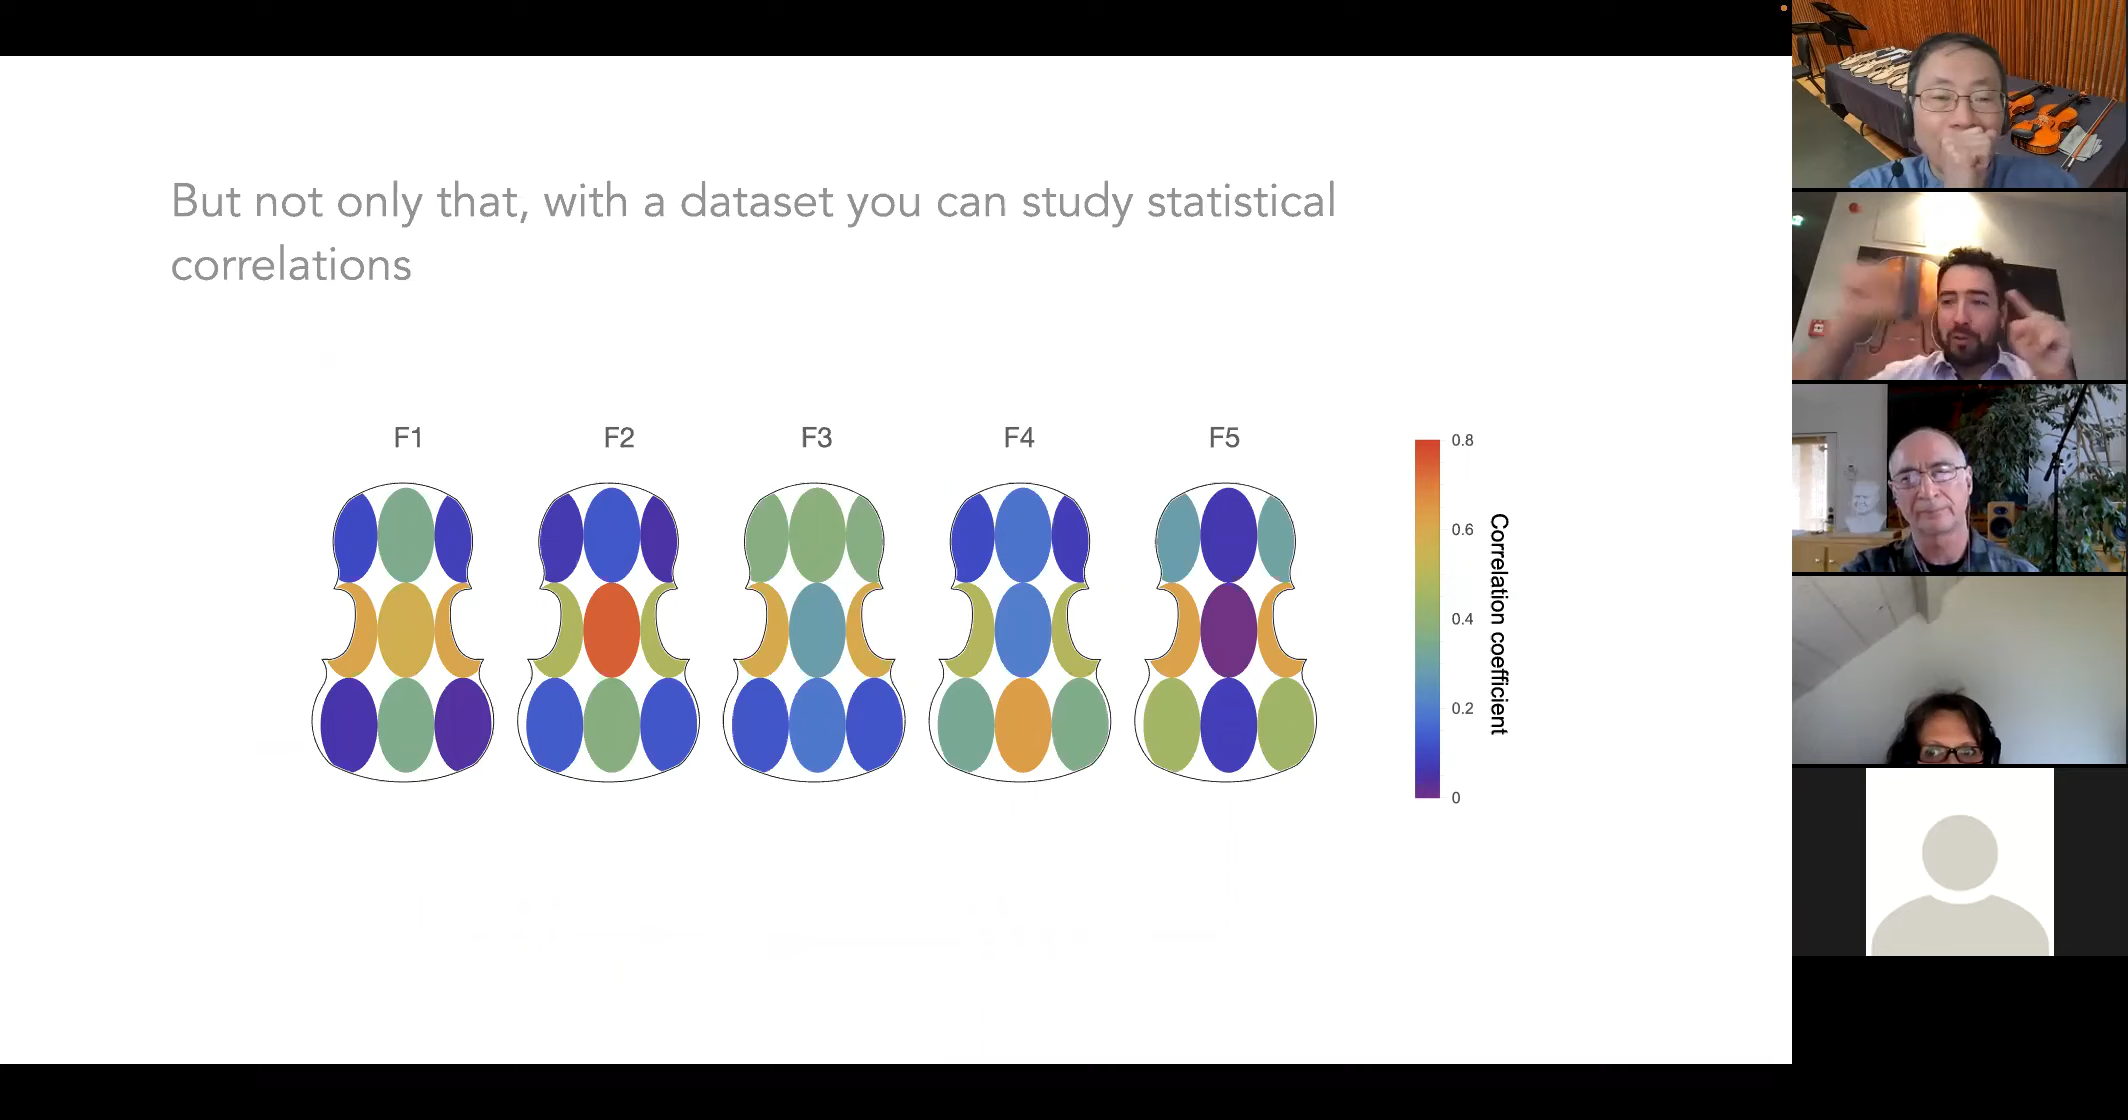 But not only that, with a dataset you can study statistical
correlations
F1 F2 F3 F4 F5
0.8
0.6
0.4
0.2
0
Correlation coefficient